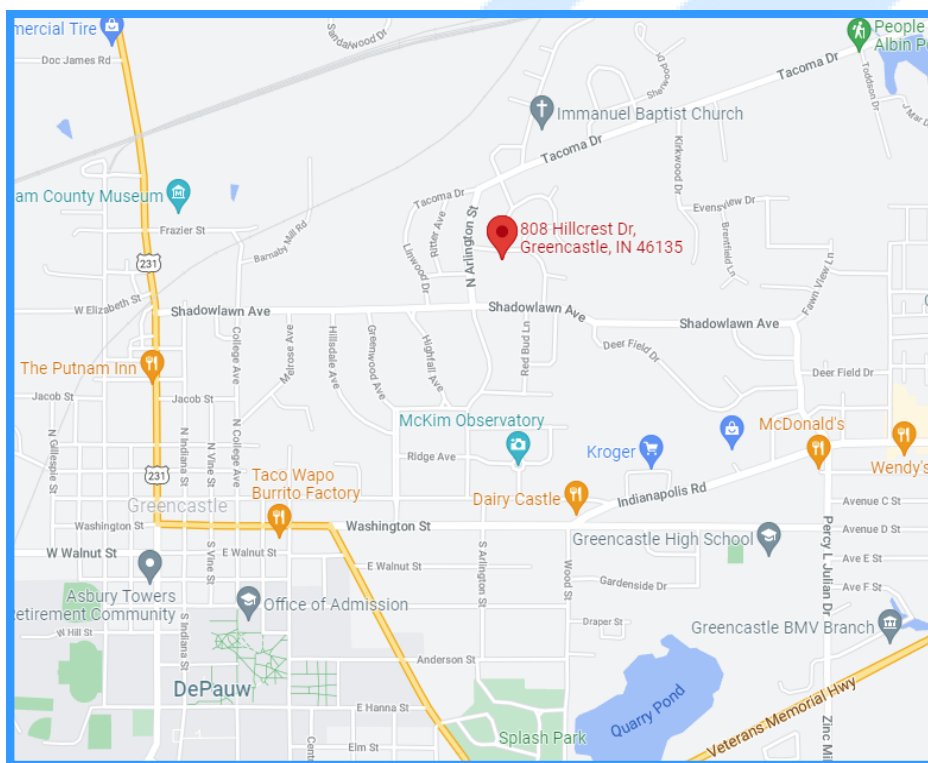 mercial Tire
Doc James Rd
Sandalwood Dr
People
Albin P
Tacoma Dr
Toddson Dr
J Mar D
Sherwood Dr
Immanuel Baptist Church
Tacoma Dr
Kirkwood Dr
am County Museum
Tacoma Dr
Evensview Dr
Frazier St
Barnaby Mill Rd
Ritter Ave
N Arlington St
808 Hillcrest Dr,
Greencastle, IN 46135
Brentfield Ln
231
Linwood Dr
Fawn View Ln
W Elizabeth St
Shadowlawn Ave
Shadowlawn Ave
Shadowlawn Ave
College Ave
Melrose Ave
Hillsdale Ave
Greenwood Ave
Highfall Ave
Red Bud Ln
Deer Field Dr
The Putnam Inn
Deer Field Dr
Jacob St
Jacob St
N Gillespie St
N Indiana St
N Vine St
N College Ave
McKim Observatory
McDonald's
Ridge Ave
Kroger
Wendy's
231
Taco Wapo
Burrito Factory
Dairy Castle
Indianapolis Rd
Greencastle
Avenue C St
Washington St
Washington St
Avenue D St
W Walnut St
S Vine St
E Walnut St
E Walnut St
S Arlington St
Wood St
Greencastle High School
Percy L Julian Dr
Ave E St
Asbury Towers
Retirement Community
Gardenside Dr
Ave F St
Office of Admission
W Hill St
S Indiana St
Draper St
Greencastle BMV Branch
Anderson St
DePauw
Quarry Pond
Veterans Memorial Hwy
E Hanna St
Splash Park
Elm St
Cent
Zinc Mil